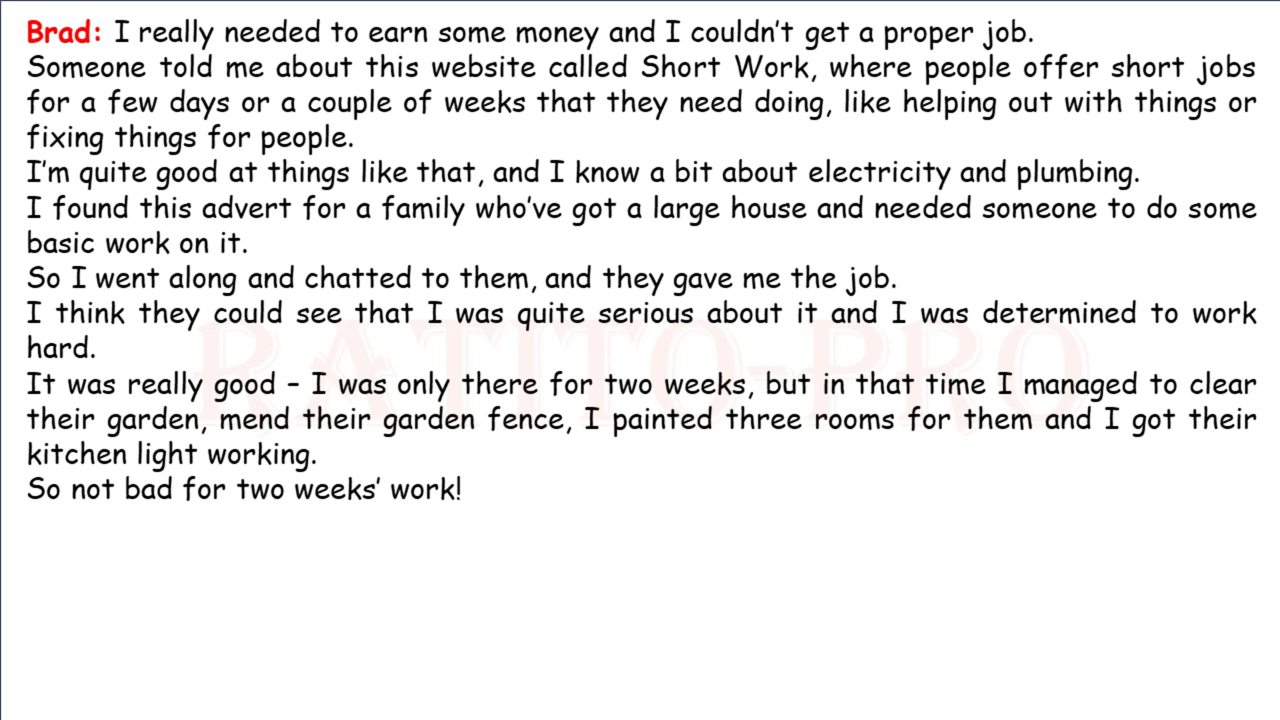 Brad: I really needed to earn some money and I couldn't get a proper job.
Someone told me about this website called Short Work, where people offer short jobs
for a few days or a couple of weeks that they need doing, like helping out with things or
fixing things for people.
I'm quite good at things like that, and I know a bit about electricity and plumbing.
I found this advert for a family who've got a large house and needed someone to do some
basic work on it.
So I went along and chatted to them, and they gave me the job.
I think they could see that I was quite serious about it and I was determined to work
hard.
RATITO-PRO
It was really good – I was only there for two weeks, but in that time I managed to clear
their garden, mend their garden fence, I painted three rooms for them and I got their
kitchen light working.
So not bad for two weeks' work!